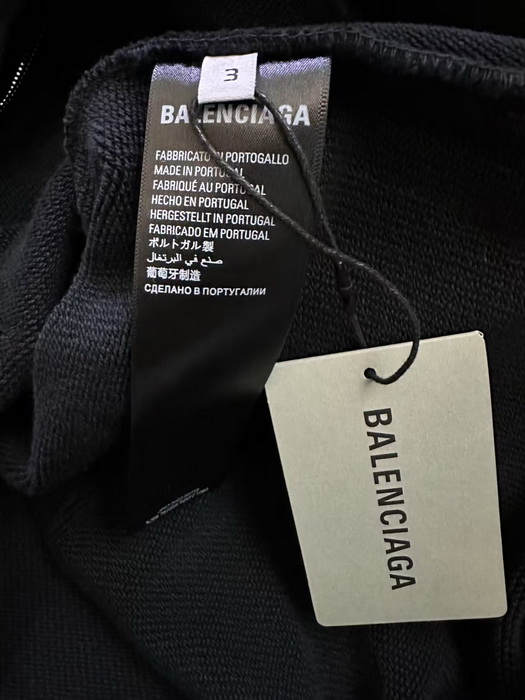 3
BALENCIAGA
FABBRICATO IN PORTOGALLO
MADE IN PORTUGAL
FABRIQUÉ AU PORTUGAL
HECHO EN PORTUGAL
HERGESTELLT IN PORTUGAL
FABRICADO EM PORTUGAL
ポルトガル製
صنع في البرتغال
葡萄牙制造
СДЕЛАНО В ПОРТУГАЛИИ
BALENCIAGA